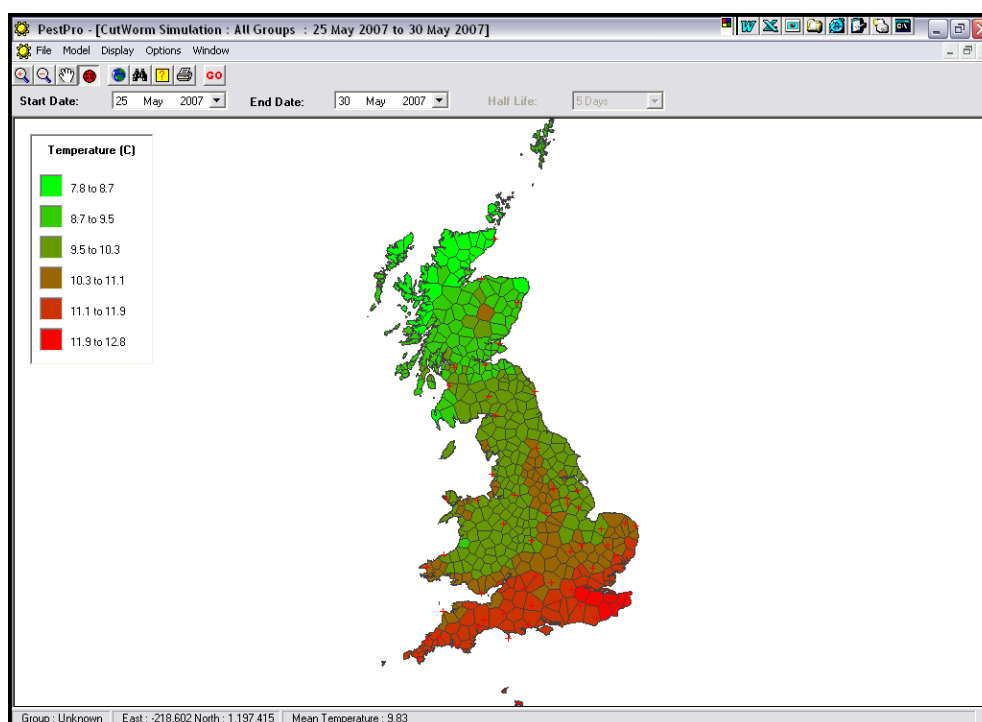 PestPro - [CutWorm Simulation : All Groups : 25 May 2007 to 30 May 2007]
File Model Display Options Window
GO
Start Date: 25 May 2007 End Date: 30 May 2007 Half Life: 5 Days
Temperature (C)
7.8 to 8.7
8.7 to 9.5
9.5 to 10.3
10.3 to 11.1
11.1 to 11.9
11.9 to 12.8
Group : Unknown East : -218.602 North : 1,197.415 Mean Temperature : 9.83